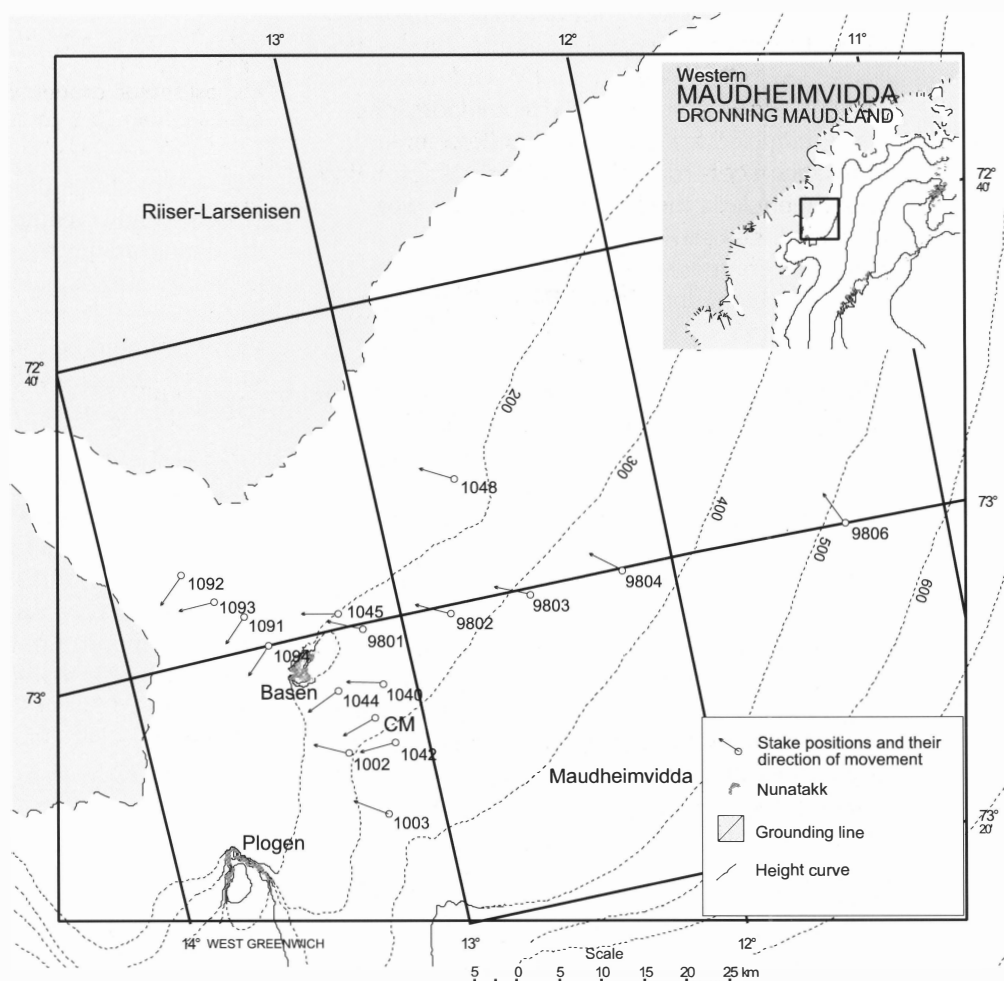 13°
12°
11°
Western
MAUDHEIMVIDDA
DRONNING MAUD LAND
72°
40'
Riiser-Larsenisen
72°
40'
200
300
400
500
600
1048
73°
9806
9804
9803
9802
1092
1093
1091
1045
9801
1094
Basen
1044
1040
73°
CM
1042
1002
1003
Maudheimvidda
Stake positions and their
direction of movement
Nunatakk
Grounding line
Height curve
73°
20'
Plogen
14° WEST GREENWICH
13°
12°
Scale
5 0 5 10 15 20 25 km